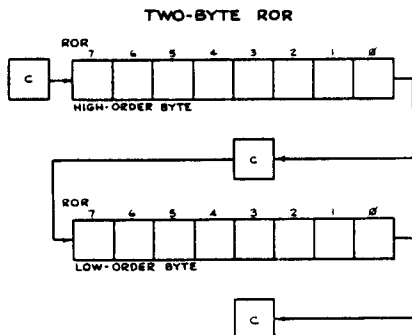 TWO-BYTE ROR
ROR
7 6 5 4 3 2 1 Ø
C
HIGH-ORDER BYTE
C
ROR
7 6 5 4 3 2 1 Ø
LOW-ORDER BYTE
C